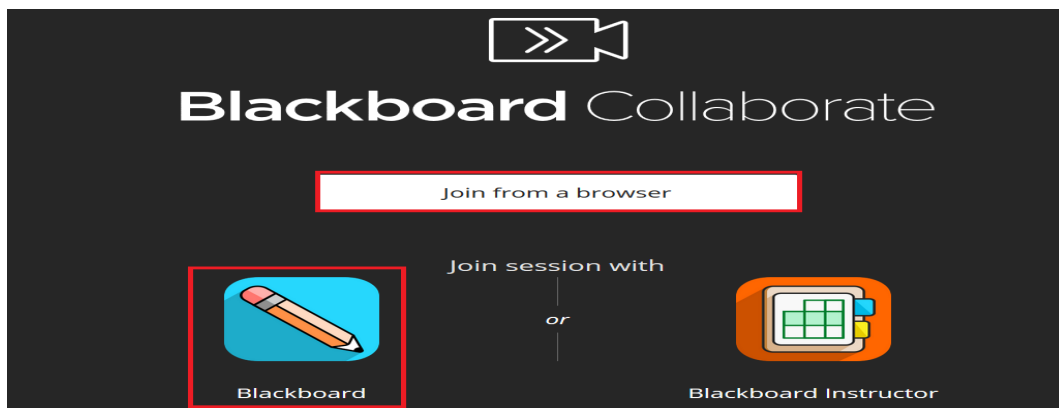 Blackboard Collaborate
Join from a browser
Join session with
or
Blackboard
Blackboard Instructor